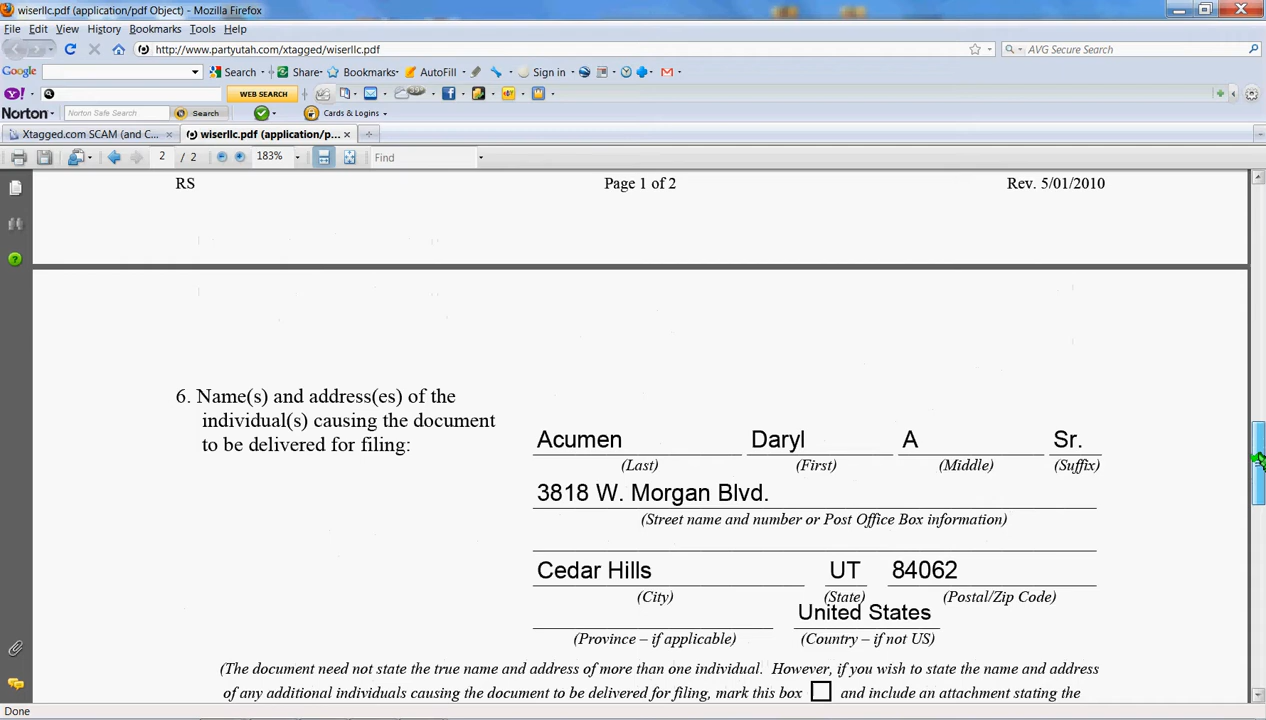 wiserllc.pdf (application/pdf Object) - Mozilla Firefox
File Edit View History Bookmarks Tools Help
http://www.partyutah.com/xtagged/wiserllc.pdf
AVG Secure Search
Google Search Share Bookmarks AutoFill Sign in
WEB SEARCH
Norton Norton Safe Search Search Cards & Logins
Xtagged.com SCAM (and C... wiserllc.pdf (application/p...
2 / 2 183% Find
RS Page 1 of 2 Rev. 5/01/2010
6. Name(s) and address(es) of the
individual(s) causing the document
to be delivered for filing:
Acumen Daryl A Sr.
(Last) (First) (Middle) (Suffix)
3818 W. Morgan Blvd.
(Street name and number or Post Office Box information)
Cedar Hills UT 84062
(City) (State) (Postal/Zip Code)
United States
(Province – if applicable) (Country – if not US)
(The document need not state the true name and address of more than one individual. However, if you wish to state the name and address
of any additional individuals causing the document to be delivered for filing, mark this box and include an attachment stating the
Done